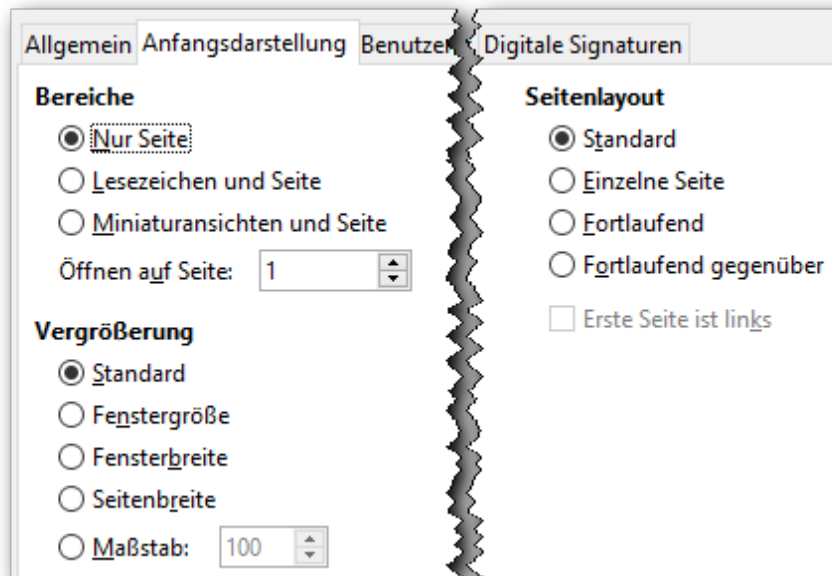 Allgemein Anfangsdarstellung Digitale Signaturen
Bereiche
Nur Seite
Lesezeichen und Seite
Miniaturansichten und Seite
Öffnen auf Seite: 1
Vergrößerung
Standard
Fenstergröße
Fensterbreite
Seitenbreite
Maßstab: 100
Seitenlayout
Standard
Einzelne Seite
Fortlaufend
Fortlaufend gegenüber
Erste Seite ist links